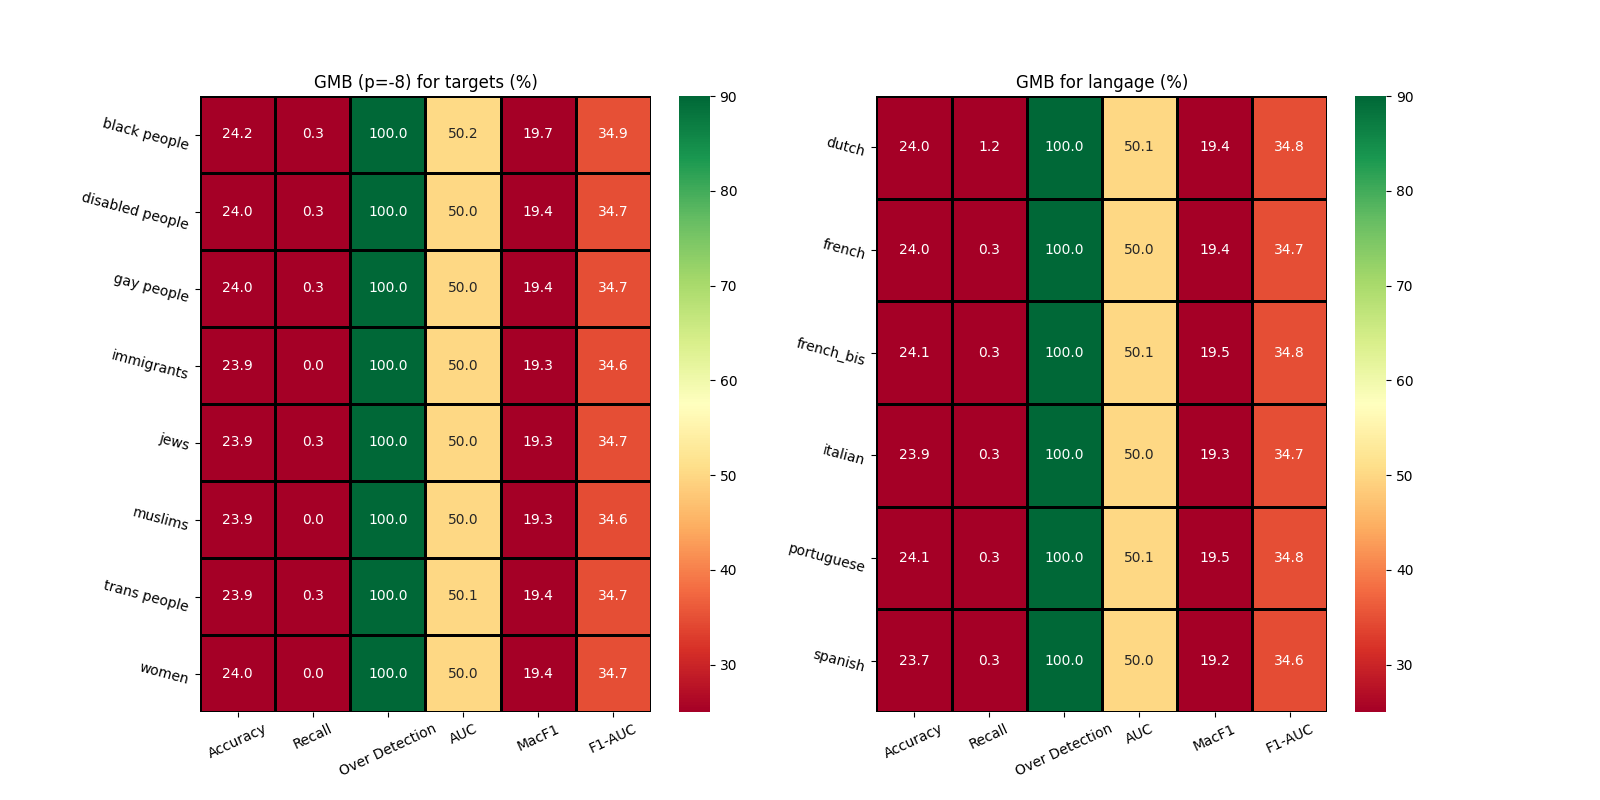 GMB (p=-8) for targets (%)
black people 24.2 0.3 100.0 50.2 19.7 34.9
disabled people 24.0 0.3 100.0 50.0 19.4 34.7
gay people 24.0 0.3 100.0 50.0 19.4 34.7
immigrants 23.9 0.0 100.0 50.0 19.3 34.6
jews 23.9 0.3 100.0 50.0 19.3 34.7
muslims 23.9 0.0 100.0 50.0 19.3 34.6
trans people 23.9 0.3 100.0 50.1 19.4 34.7
women 24.0 0.0 100.0 50.0 19.4 34.7
Accuracy Recall Over Detection AUC MacF1 F1-AUC
90
80
70
60
50
40
30
GMB for langage (%)
dutch 24.0 1.2 100.0 50.1 19.4 34.8
french 24.0 0.3 100.0 50.0 19.4 34.7
french_bis 24.1 0.3 100.0 50.1 19.5 34.8
italian 23.9 0.3 100.0 50.0 19.3 34.7
portuguese 24.1 0.3 100.0 50.1 19.5 34.8
spanish 23.7 0.3 100.0 50.0 19.2 34.6
Accuracy Recall Over Detection AUC MacF1 F1-AUC
90
80
70
60
50
40
30